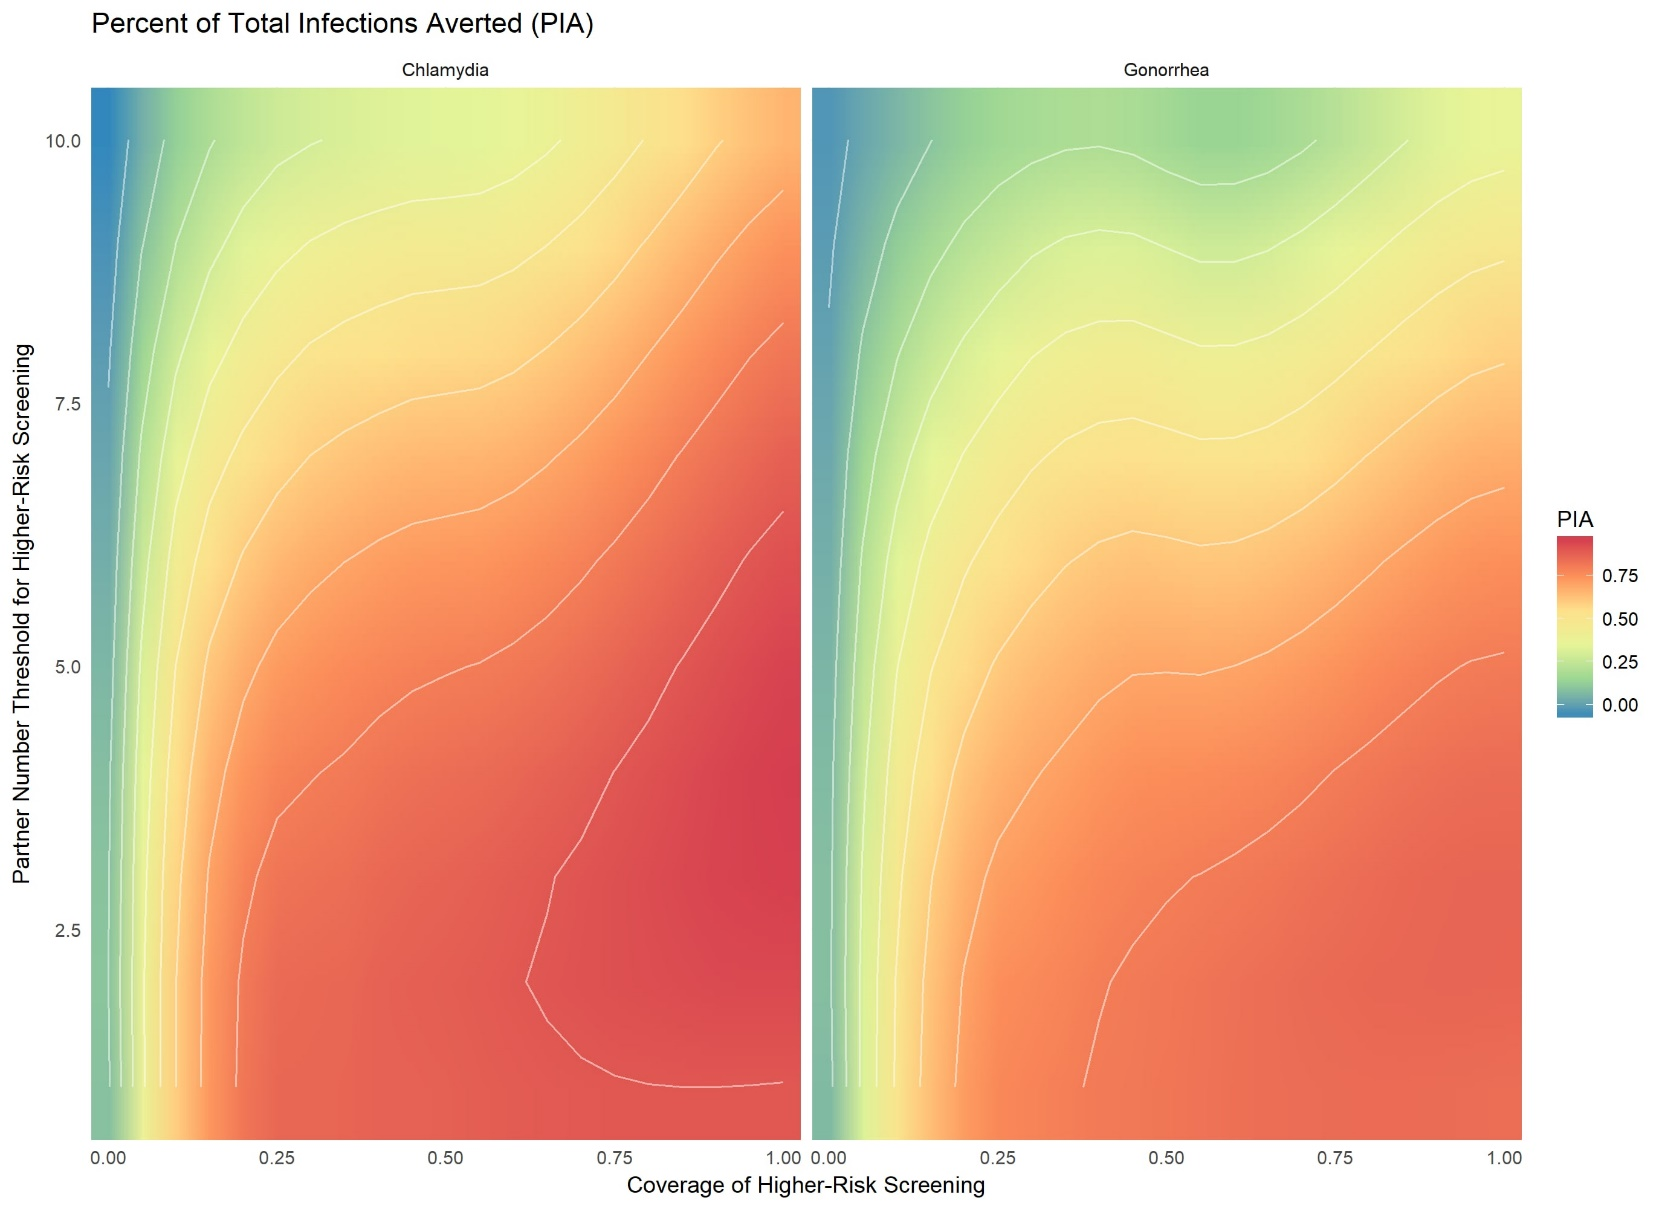 Percent of Total Infections Averted (PIA)
Chlamydia
Gonorrhea
Partner Number Threshold for Higher-Risk Screening
10.0
7.5
5.0
2.5
0.00 0.25 0.50 0.75 1.00
0.00 0.25 0.50 0.75 1.00
Coverage of Higher-Risk Screening
PIA
0.75
0.50
0.25
0.00